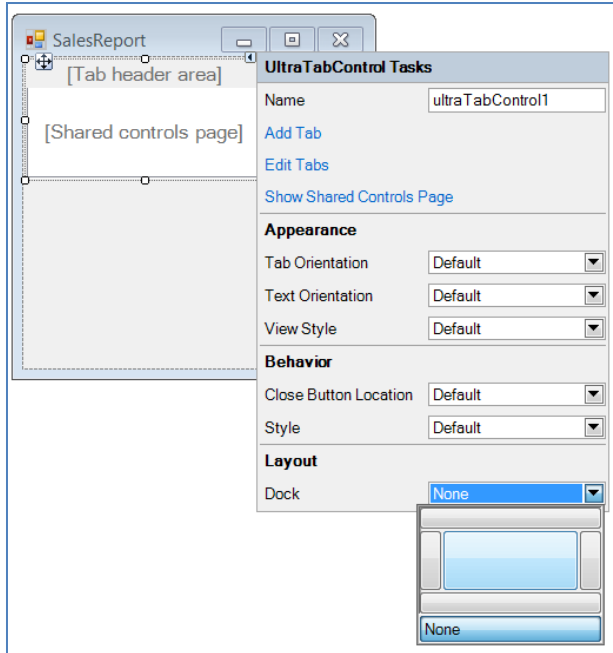 SalesReport
[Tab header area]
[Shared controls page]
UltraTabControl Tasks
Name ultraTabControl1
Add Tab
Edit Tabs
Show Shared Controls Page
Appearance
Tab Orientation Default
Text Orientation Default
View Style Default
Behavior
Close Button Location Default
Style Default
Layout
Dock None
None